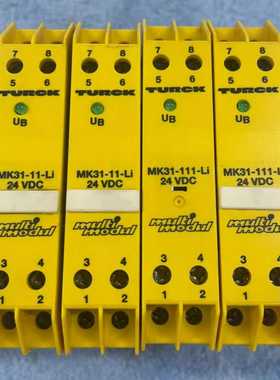 7 8
5 6
TURCK
UB
MK31-11-Li
24 VDC
multi
modul
3 4
1 2
7 8
5 6
TURCK
UB
MK31-11-Li
24 VDC
multi
modul
3 4
1 2
7 8
5 6
TURCK
UB
MK31-111-Li
24 VDC
multi
modul
3 4
1 2
7 8
5 6
TURCK
UB
MK31-111-Li
24 VDC
multi
modul
3 4
1 2